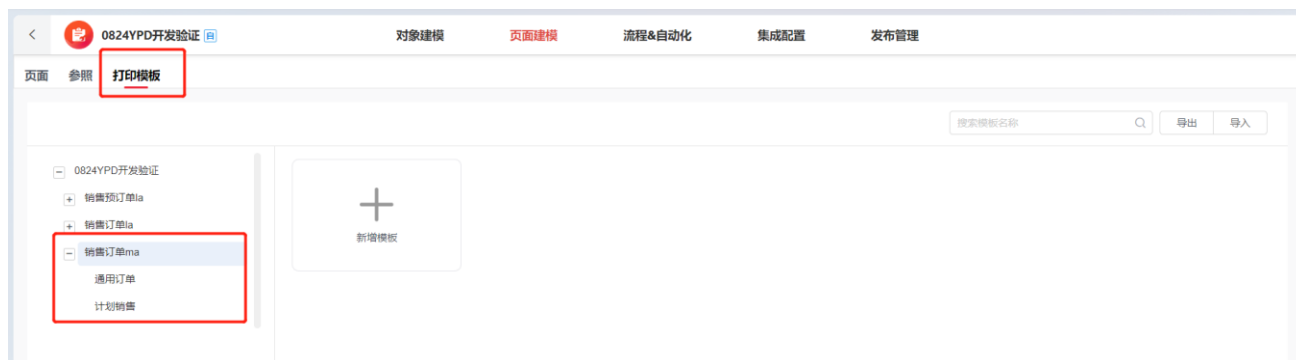 0824YPD开发验证 自 对象建模 页面建模 流程&自动化 集成配置 发布管理
页面 参照 打印模板
搜索模板名称 导出 导入
0824YPD开发验证
销售预订单la
销售订单la
销售订单ma
通用订单
计划销售
新增模板